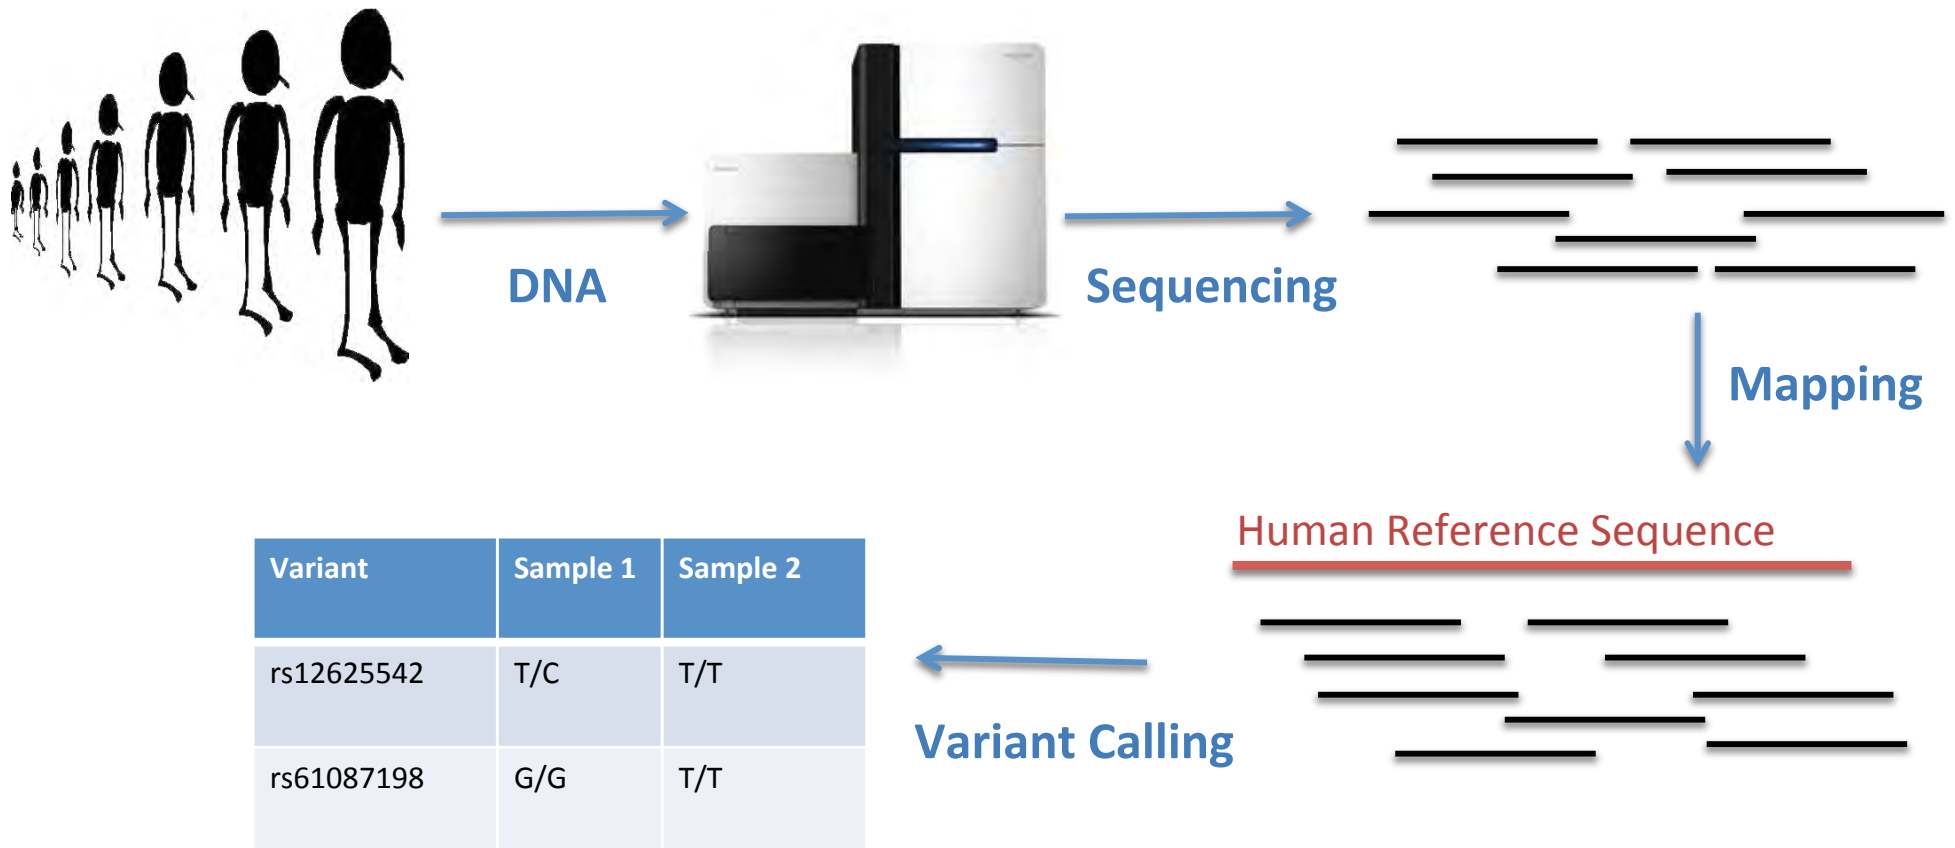 DNA
Sequencing
Mapping
Human Reference Sequence
Variant Calling
Variant Sample 1 Sample 2
rs12625542 T/C T/T
rs61087198 G/G T/T